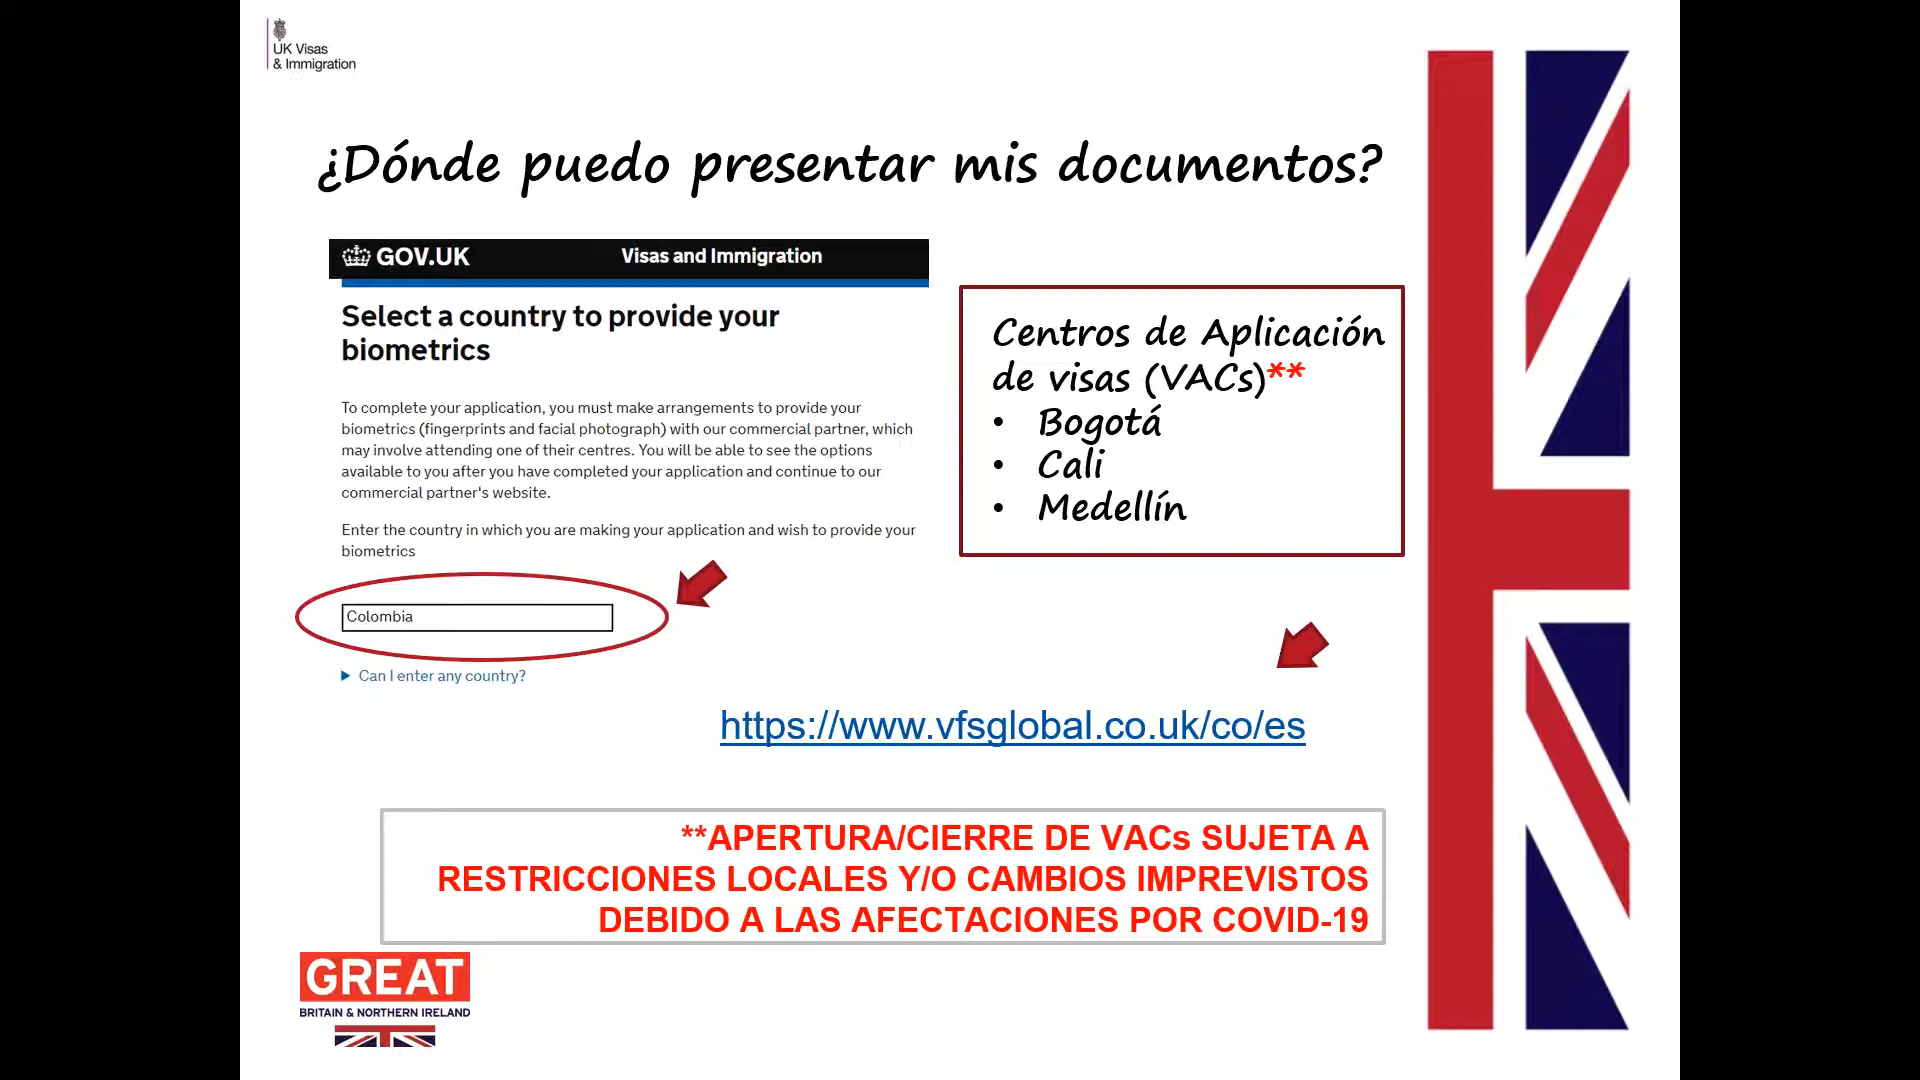 UK Visas
& Immigration
¿Dónde puedo presentar mis documentos?
GOV.UK
Visas and Immigration
Select a country to provide your
biometrics
To complete your application, you must make arrangements to provide your
biometrics (fingerprints and facial photograph) with our commercial partner, which
may involve attending one of their centres. You will be able to see the options
available to you after you have completed your application and continue to our
commercial partner's website.
Enter the country in which you are making your application and wish to provide your
biometrics
Colombia
► Can I enter any country?
Centros de Aplicación
de visas (VACs)**
• Bogotá
• Cali
• Medellín
https://www.vfsglobal.co.uk/co/es
**APERTURA/CIERRE DE VACs SUJETA A
RESTRICCIONES LOCALES Y/O CAMBIOS IMPREVISTOS
DEBIDO A LAS AFECTACIONES POR COVID-19
GREAT
BRITAIN & NORTHERN IRELAND